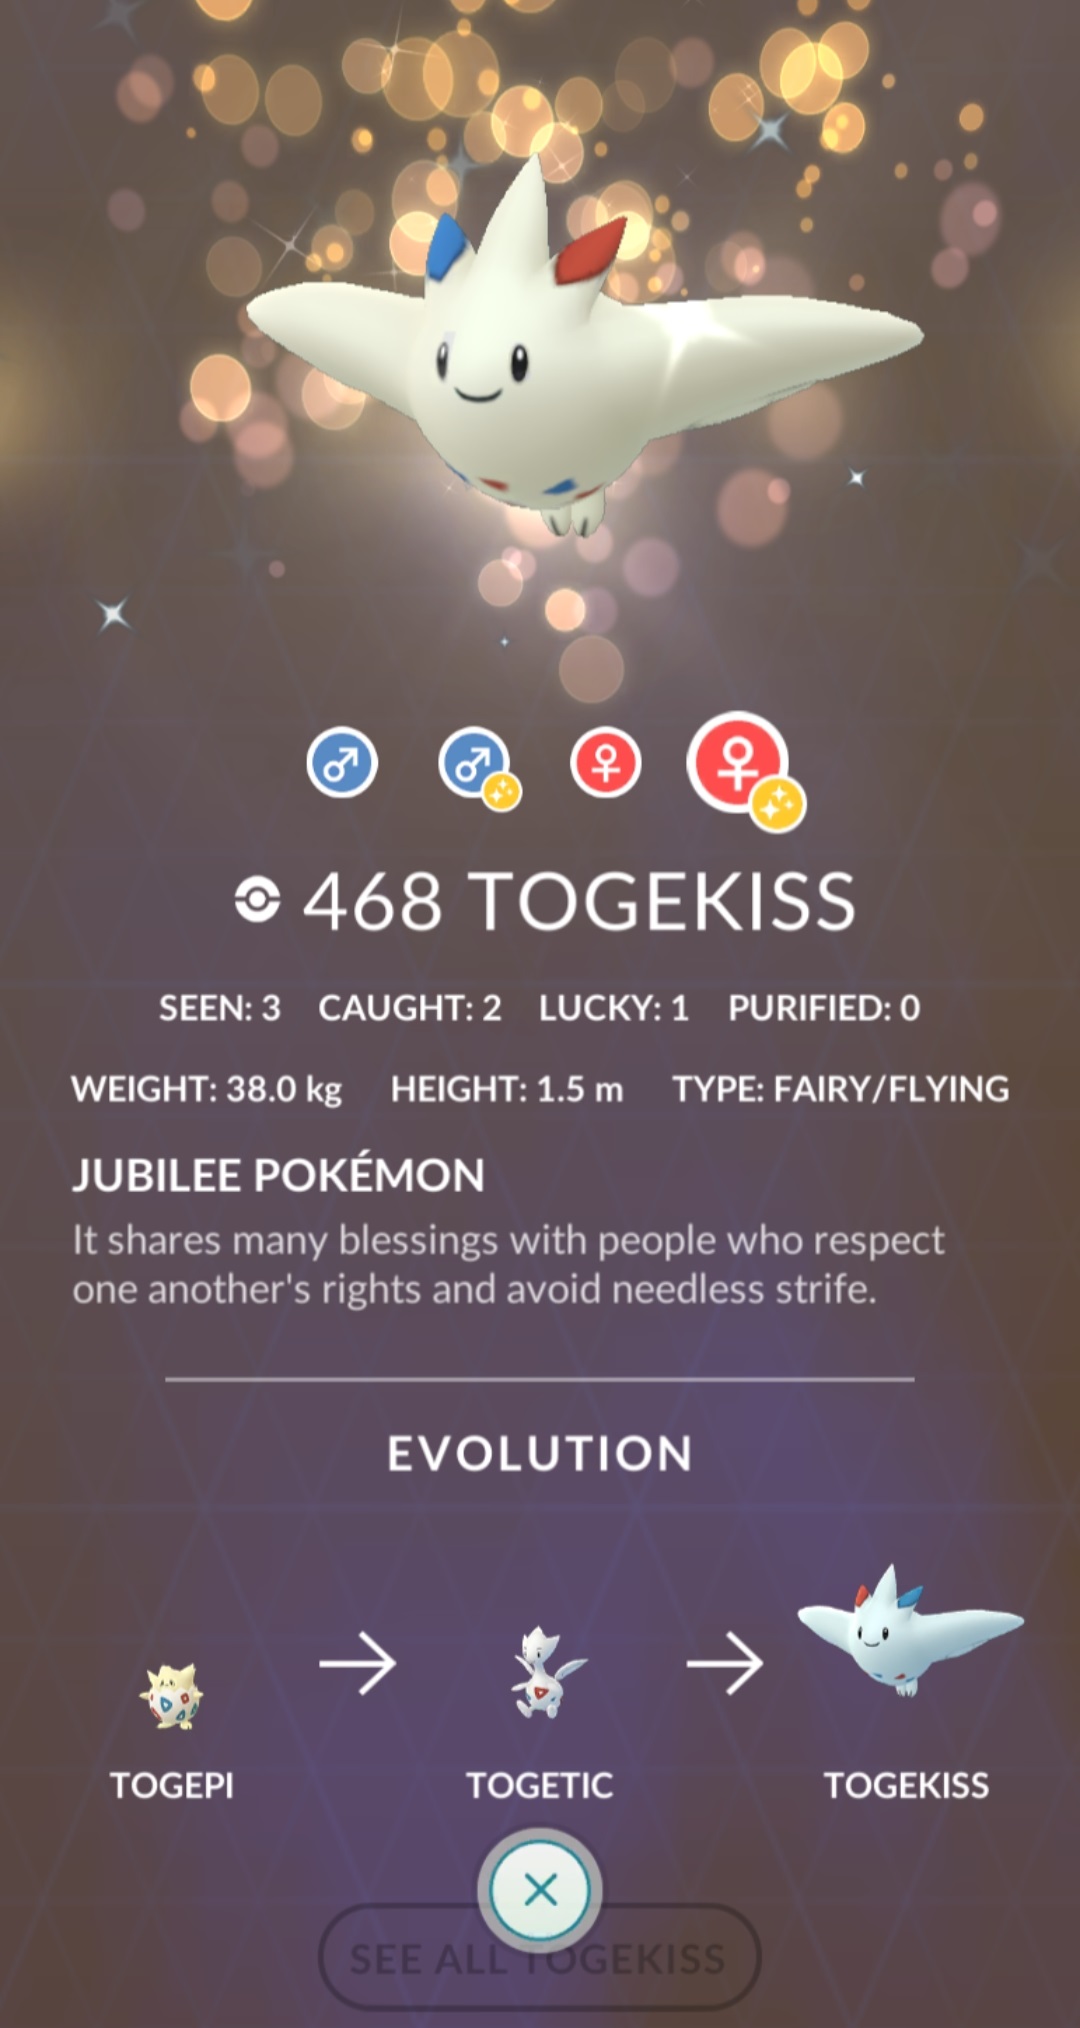 468 TOGEKISS
SEEN: 3 CAUGHT: 2 LUCKY: 1 PURIFIED: 0
WEIGHT: 38.0 kg HEIGHT: 1.5 m TYPE: FAIRY/FLYING
JUBILEE POKÉMON
It shares many blessings with people who respect
one another's rights and avoid needless strife.
EVOLUTION
TOGEPI TOGETIC TOGEKISS
SEE ALL TOGEKISS